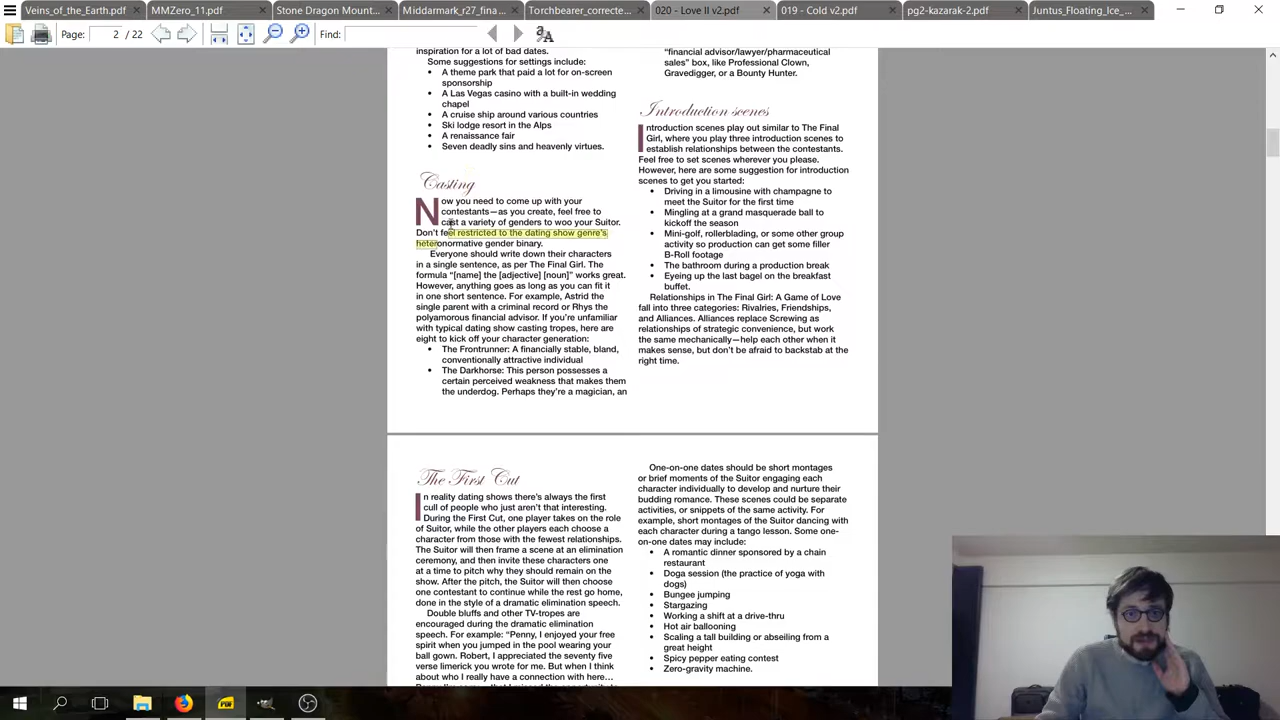 Veins_of_the_Earth.pdf
MMZero_11.pdf
Stone Dragon Mount...
Middarmark_r27_fina...
Torchbearer_correcte...
020 - Love II v2.pdf
019 - Cold v2.pdf
pg2-kazarak-2.pdf
Juntus_Floating_Ice_...
Page: 2 / 22
Find:
inspiration for a lot of bad dates.
Some suggestions for settings include:
• A theme park that paid a lot for on-screen
sponsorship
• A Las Vegas casino with a built-in wedding
chapel
• A cruise ship around various countries
• Ski lodge resort in the Alps
• A renaissance fair
• Seven deadly sins and heavenly virtues.
Casting
Now you need to come up with your
contestants—as you create, feel free to
cast a variety of genders to woo your Suitor.
Don't feel restricted to the dating show genre's
heteronormative gender binary.
Everyone should write down their characters
in a single sentence, as per The Final Girl. The
formula "[name] the [adjective] [noun]" works great.
However, anything goes as long as you can fit it
in one short sentence. For example, Astrid the
single parent with a criminal record or Rhys the
polyamorous financial advisor. If you're unfamiliar
with typical dating show casting tropes, here are
eight to kick off your character generation:
• The Frontrunner: A financially stable, bland,
conventionally attractive individual
• The Darkhorse: This person possesses a
certain perceived weakness that makes them
the underdog. Perhaps they're a magician, an
"financial advisor/lawyer/pharmaceutical
sales" box, like Professional Clown,
Gravedigger, or a Bounty Hunter.
Introduction scenes
Introduction scenes play out similar to The Final
Girl, where you play three introduction scenes to
establish relationships between the contestants.
Feel free to set scenes wherever you please.
However, here are some suggestion for introduction
scenes to get you started:
• Driving in a limousine with champagne to
meet the Suitor for the first time
• Mingling at a grand masquerade ball to
kickoff the season
• Mini-golf, rollerblading, or some other group
activity so production can get some filler
B-Roll footage
• The bathroom during a production break
• Eyeing up the last bagel on the breakfast
buffet.
Relationships in The Final Girl: A Game of Love
fall into three categories: Rivalries, Friendships,
and Alliances. Alliances replace Screwing as
relationships of strategic convenience, but work
the same mechanically—help each other when it
makes sense, but don't be afraid to backstab at the
right time.
The First Cut
In reality dating shows there's always the first
cull of people who just aren't that interesting.
During the First Cut, one player takes on the role
of Suitor, while the other players each choose a
character from those with the fewest relationships.
The Suitor will then frame a scene at an elimination
ceremony, and then invite these characters one
at a time to pitch why they should remain on the
show. After the pitch, the Suitor will then choose
one contestant to continue while the rest go home,
done in the style of a dramatic elimination speech.
Double bluffs and other TV-tropes are
encouraged during the dramatic elimination
speech. For example: "Penny, I enjoyed your free
spirit when you jumped in the pool wearing your
ball gown. Robert, I appreciated the seventy five
verse limerick you wrote for me. But when I think
about who I really have a connection with here...
One-on-one dates should be short montages
or brief moments of the Suitor engaging each
character individually to develop and nurture their
budding romance. These scenes could be separate
activities, or snippets of the same activity. For
example, short montages of the Suitor dancing with
each character during a tango lesson. Some one-
on-one dates may include:
• A romantic dinner sponsored by a chain
restaurant
• Doga session (the practice of yoga with
dogs)
• Bungee jumping
• Stargazing
• Working a shift at a drive-thru
• Hot air ballooning
• Scaling a tall building or abseiling from a
great height
• Spicy pepper eating contest
• Zero-gravity machine.